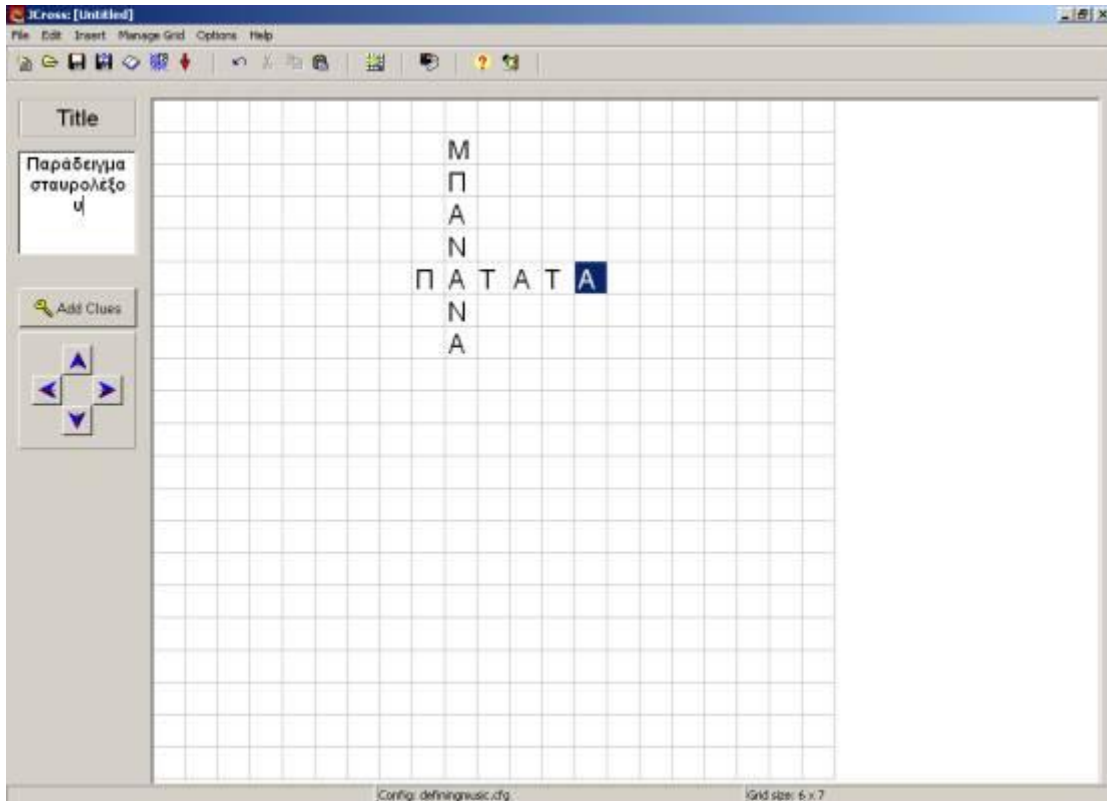 JCross: [Untitled]
File Edit Insert Manage Grid Options Help
Title
Παράδειγμα
σταυρολέξο
υ
Add Clues
Μ
Π
Α
Ν
Π Α Τ Α Τ Α
Ν
Α
Config: definingmusic.cfg
Grid size: 6 x 7